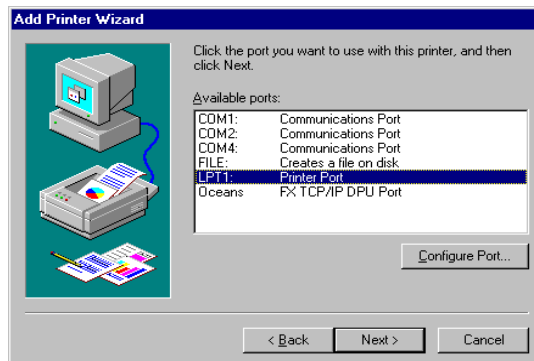 Add Printer Wizard
Click the port you want to use with this printer, and then
click Next.
Available ports:
COM1: Communications Port
COM2: Communications Port
COM4: Communications Port
FILE: Creates a file on disk
LPT1: Printer Port
Oceans FX TCP/IP DPU Port
Configure Port...
< Back Next > Cancel